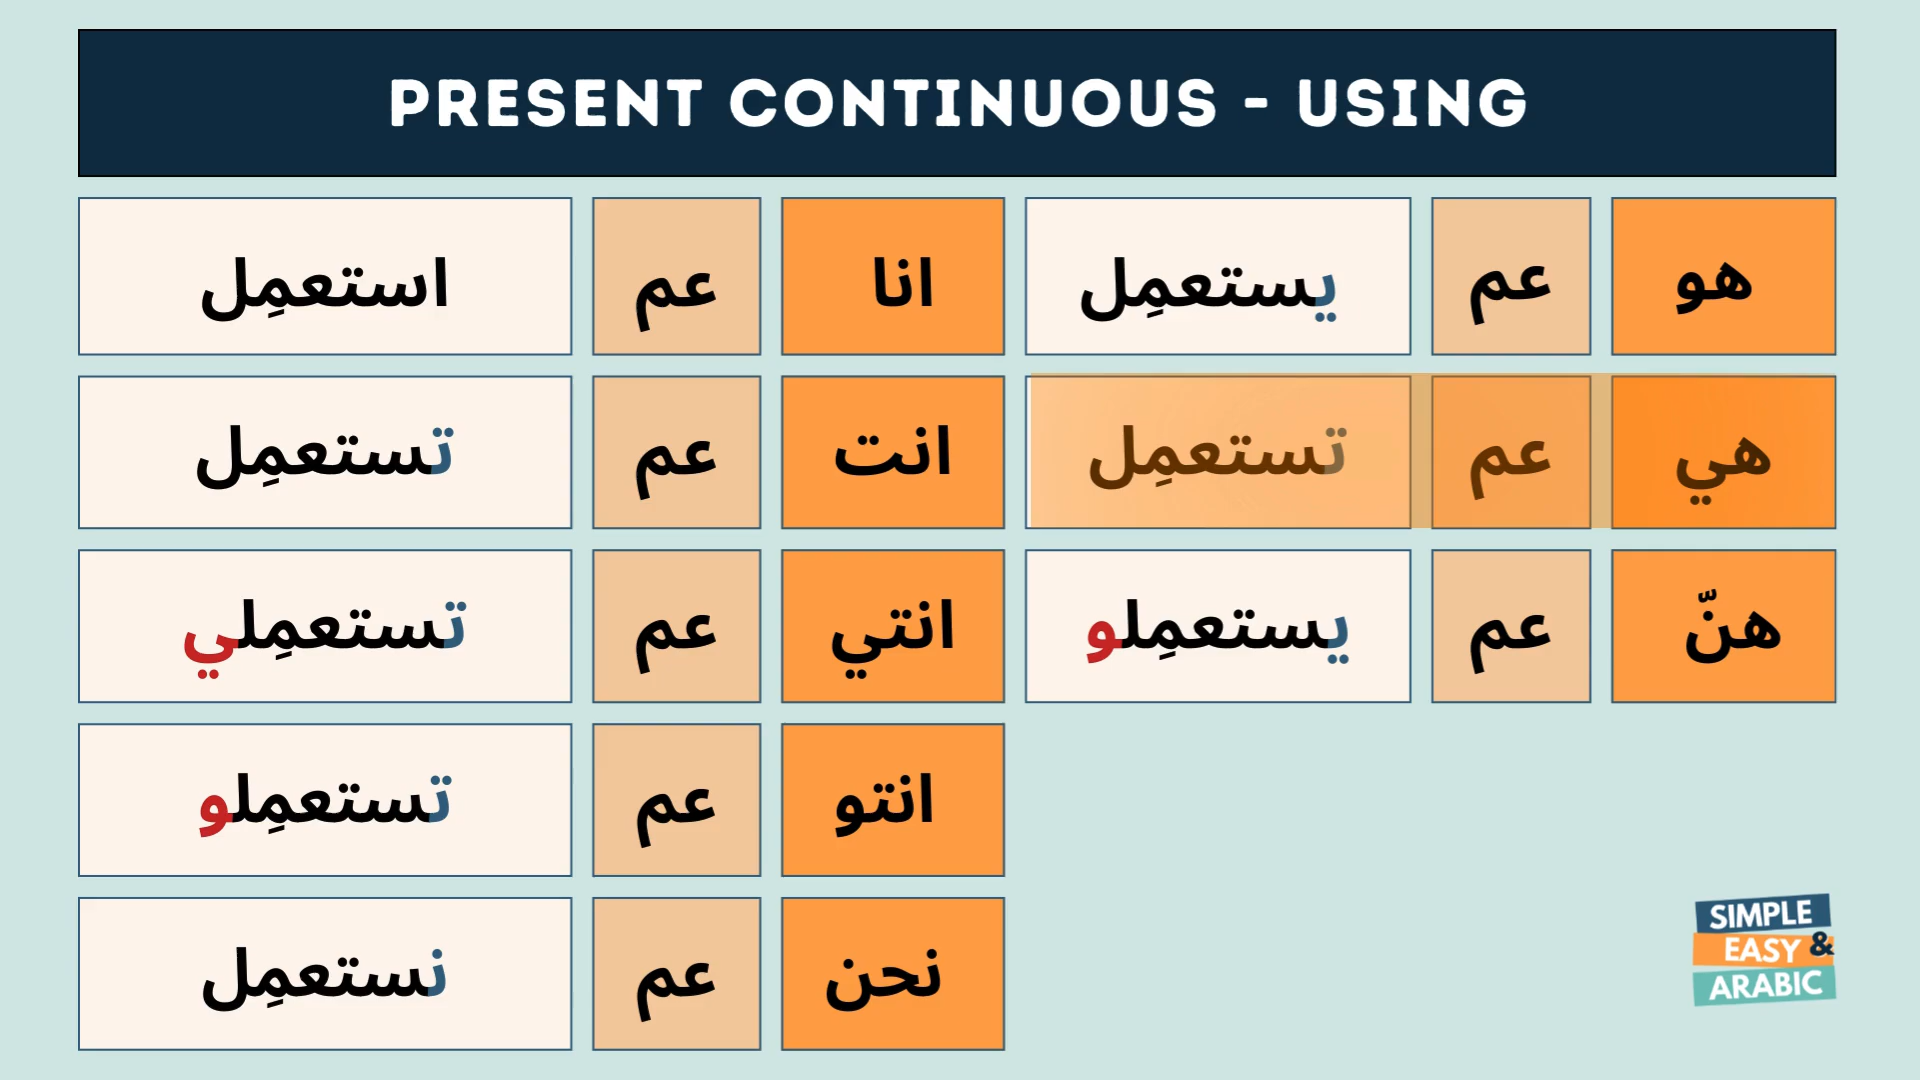 PRESENT CONTINUOUS - USING
هو عم يستعمِل
انا عم استعمِل
هي عم تستعمِل
انت عم تستعمِل
هنّ عم يستعمِلو
انتي عم تستعمِلي
انتو عم تستعمِلو
نحن عم نستعمِل
SIMPLE
EASY &
ARABIC